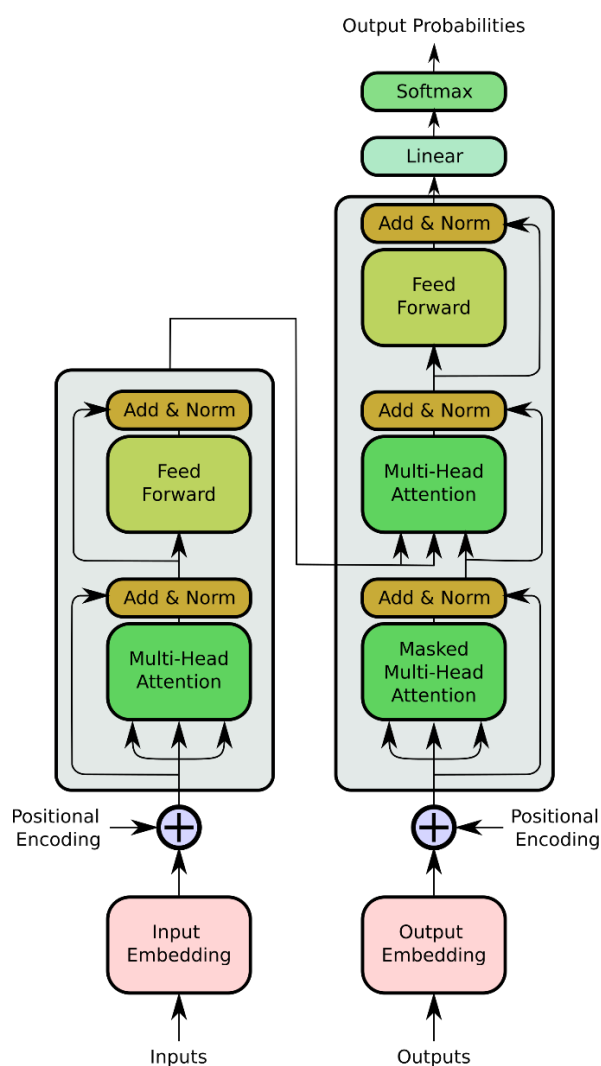 Output Probabilities
Softmax
Linear
Add & Norm
Feed
Forward
Add & Norm
Multi-Head
Attention
Add & Norm
Masked
Multi-Head
Attention
Add & Norm
Feed
Forward
Add & Norm
Multi-Head
Attention
Positional
Encoding
Positional
Encoding
Input
Embedding
Output
Embedding
Inputs
Outputs